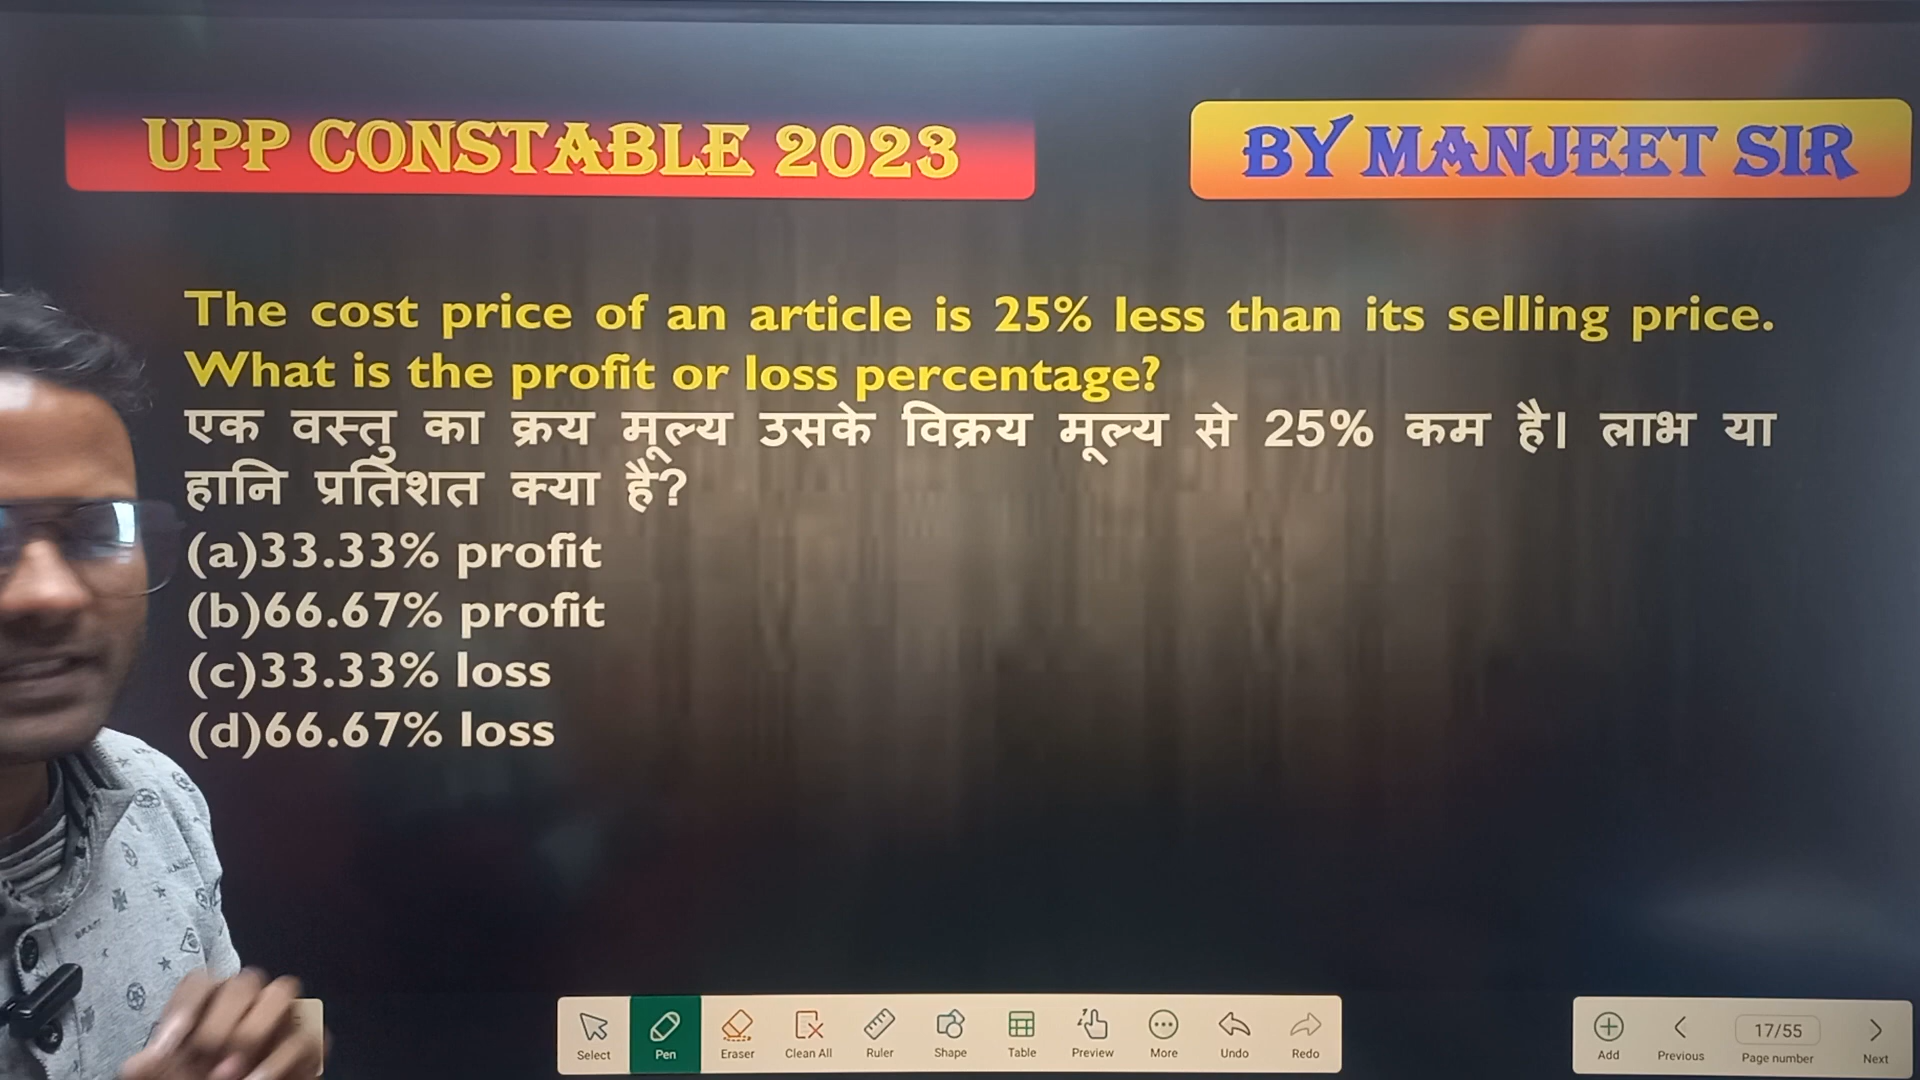 UPP CONSTABLE 2023
BY MANJEET SIR
The cost price of an article is 25% less than its selling price.
What is the profit or loss percentage?
एक वस्तु का क्रय मूल्य उसके विक्रय मूल्य से 25% कम है। लाभ या
हानि प्रतिशत क्या है?
(a)33.33% profit
(b)66.67% profit
(c)33.33% loss
(d)66.67% loss
Select Pen Eraser Clean All Ruler Shape Table Preview More Undo Redo
Add Previous 17/55 Page number Next